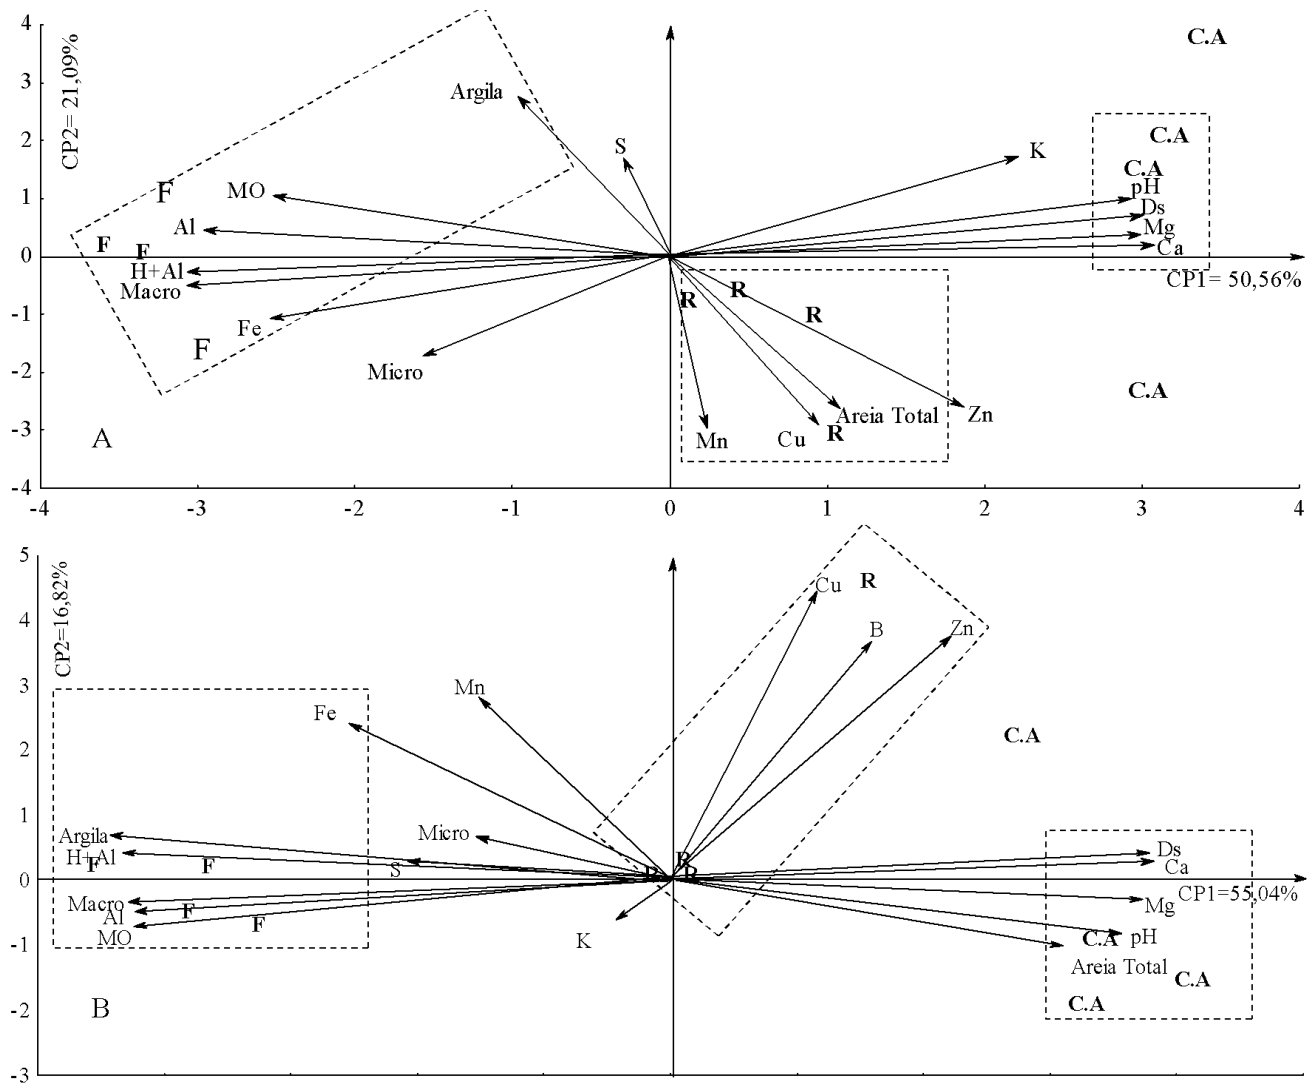 4
C.A
CP2= 21,09%
3
Argila
2
C.A
S
K
C.A
F
MO
pH
1
Ds
Al
Mg
F
F
Ca
0
H+Al
CP1= 50,56%
Macro
R
R
R
-1
Fe
F
Micro
-2
C.A
Areia Total
Zn
-3
A
Mn
Cu
R
-4
-4
-3
-2
-1
0
1
2
3
4
5
CP2=16,82%
Cu
R
4
B
Zn
3
Mn
Fe
C.A
2
1
Argila
Micro
Ds
H+Al
F
F
S
R
R
R
Ca
0
CP1=55,04%
Macro
Mg
Al
F
F
MO
K
C.A
pH
-1
Areia Total
C.A
C.A
B
-2
-3